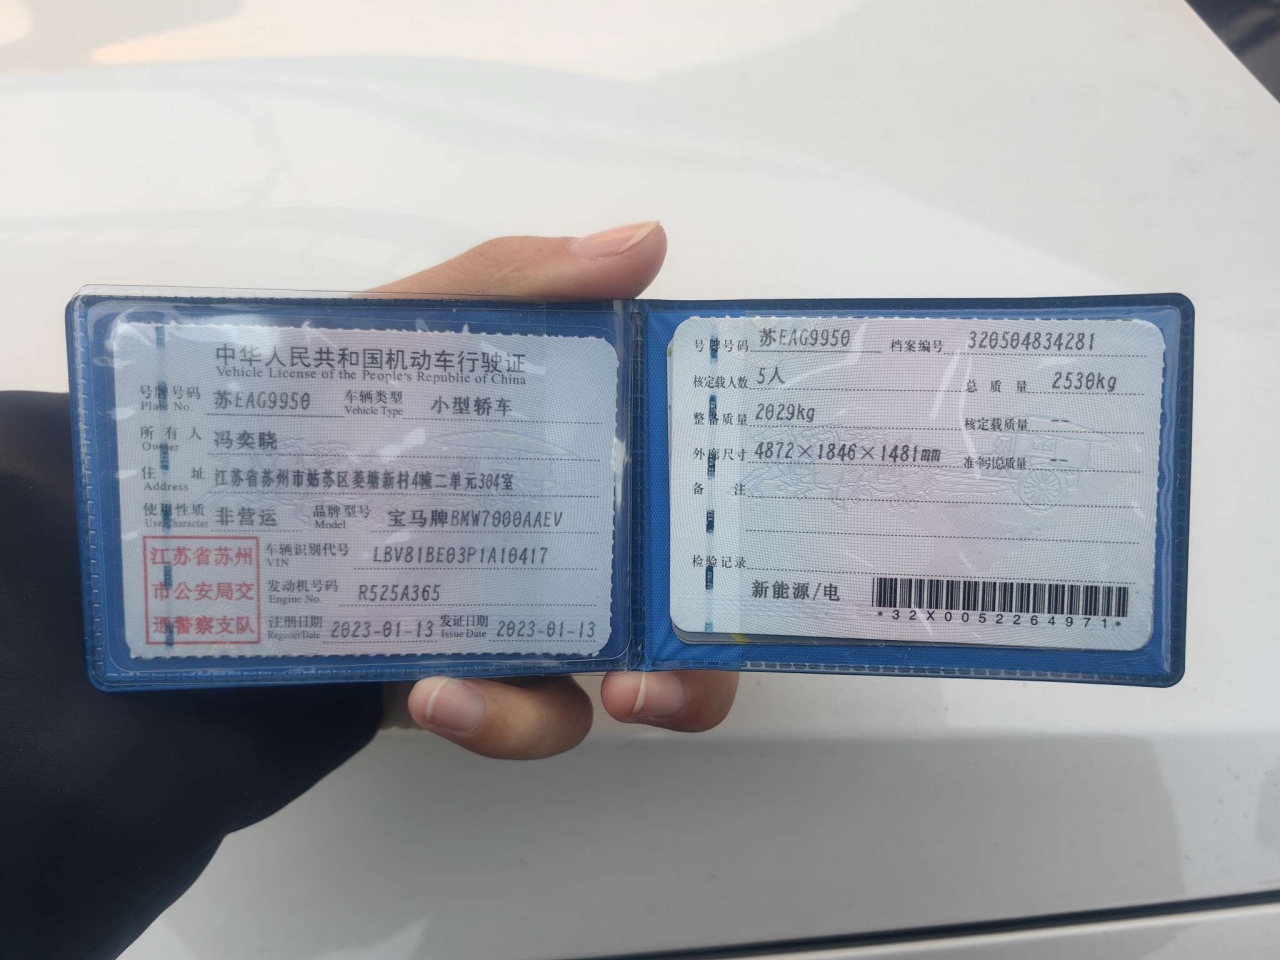 中华人民共和国机动车行驶证
Vehicle License of the People's Republic of China
号牌号码 苏EAG9950 车辆类型 小型轿车
Plate No. Vehicle Type
所有人 冯奕晓
Owner
住址 江苏省苏州市姑苏区菱塘新村4幢二单元304室
Address
使用性质 非营运 品牌型号 宝马牌BMW7000AAEV
Use Character Model
江苏省苏州
市公安局交
通警察支队
车辆识别代号 LBV81BE03P1A10417
VIN
发动机号码 R525A365
Engine No.
注册日期 2023-01-13 发证日期 2023-01-13
Register Date Issue Date
号牌号码 苏EAG9950 档案编号 320504834281
核定载人数 5人 总质量 2530kg
整备质量 2029kg 核定载质量 --
外廓尺寸 4872×1846×1481mm 准牵引总质量 --
备注
检验记录
新能源/电
*32X0052264971*